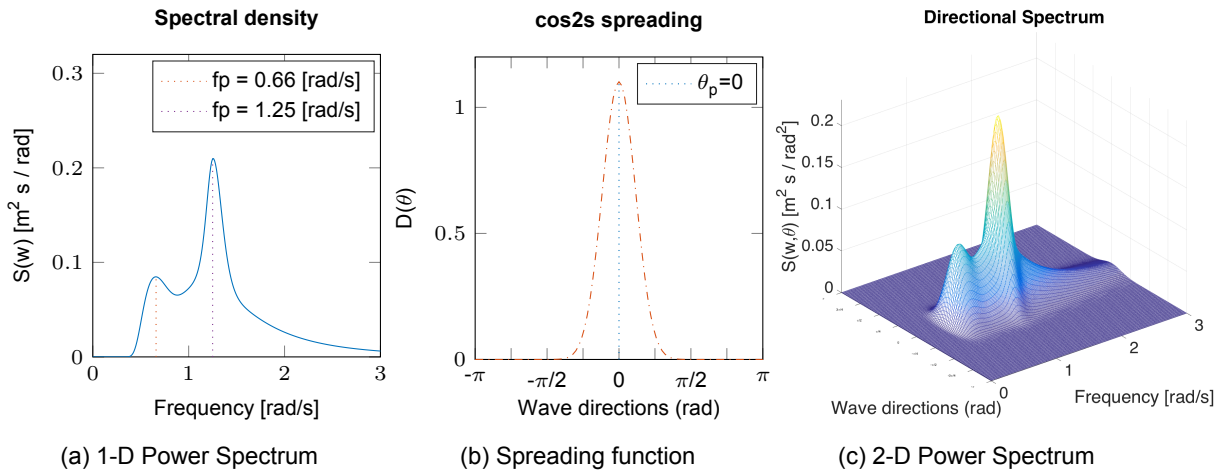 Spectral density
S(w) [m² s / rad]
0.3
0.2
0.1
0
fp = 0.66 [rad/s]
fp = 1.25 [rad/s]
0 1 2 3
Frequency [rad/s]
(a) 1-D Power Spectrum
cos2s spreading
D(θ)
1
0.5
0
θp=0
-π -π/2 0 π/2 π
Wave directions (rad)
(b) Spreading function
Directional Spectrum
S(w,θ) [m² s / rad²]
0.2
0.15
0.1
0.05
0
0 1 2 3
Wave directions (rad)
Frequency [rad/s]
(c) 2-D Power Spectrum